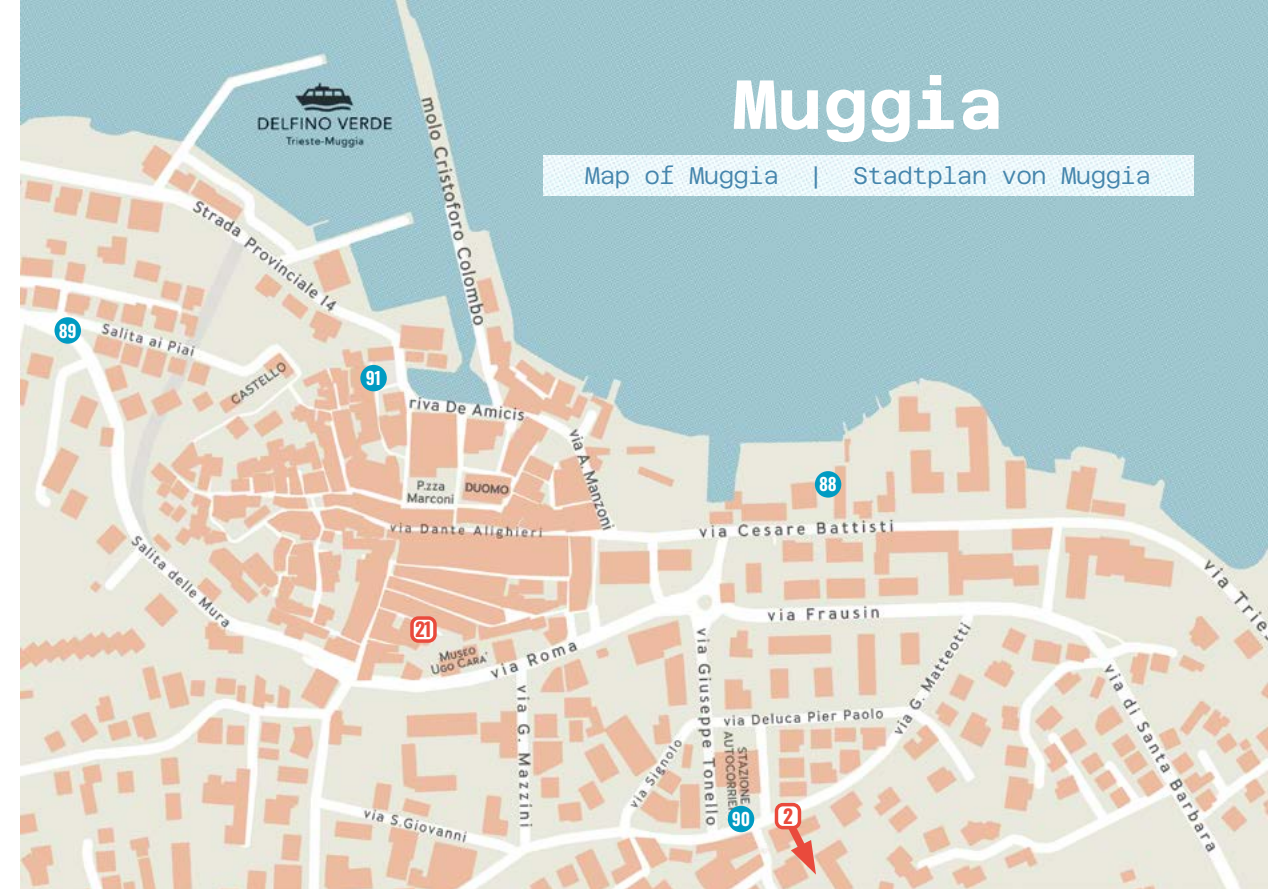 Muggia
Map of Muggia | Stadtplan von Muggia
DELFINO VERDE
Trieste-Muggia
molo Cristoforo Colombo
Strada Provinciale 14
89
Salita ai Piai
CASTELLO
91
riva De Amicis
via A. Manzoni
P.zza
Marconi
DUOMO
88
via Dante Alighieri
via Cesare Battisti
Salita delle Mura
via Tries
21
MUSEO
UGO CARA'
via Roma
via Frausin
via Giuseppe Tonello
via G. Matteotti
via G. Mazzini
via Deluca Pier Paolo
via di Santa Barbara
via Signolo
STAZIONE
AUTOCORRIE
90
2
via S.Giovanni